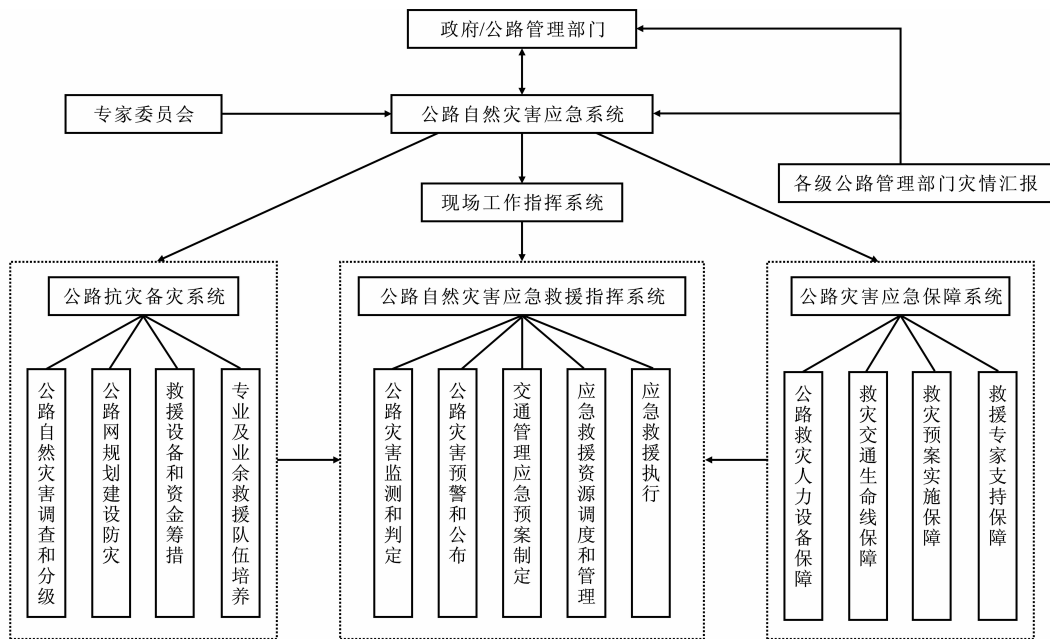 政府/公路管理部门
专家委员会
公路自然灾害应急系统
各级公路管理部门灾情汇报
现场工作指挥系统
公路抗灾备灾系统
公路自然灾害应急救援指挥系统
公路灾害应急保障系统
公路自然灾害调查和分级
公路网规划建设防灾
救援设备和资金筹措
专业及业余救援队伍培养
公路灾害监测和判定
公路灾害预警和公布
交通管理应急预案制定
应急救援资源调度和管理
应急救援执行
公路救灾人力设备保障
救灾交通生命线保障
救灾预案实施保障
救援专家支持保障